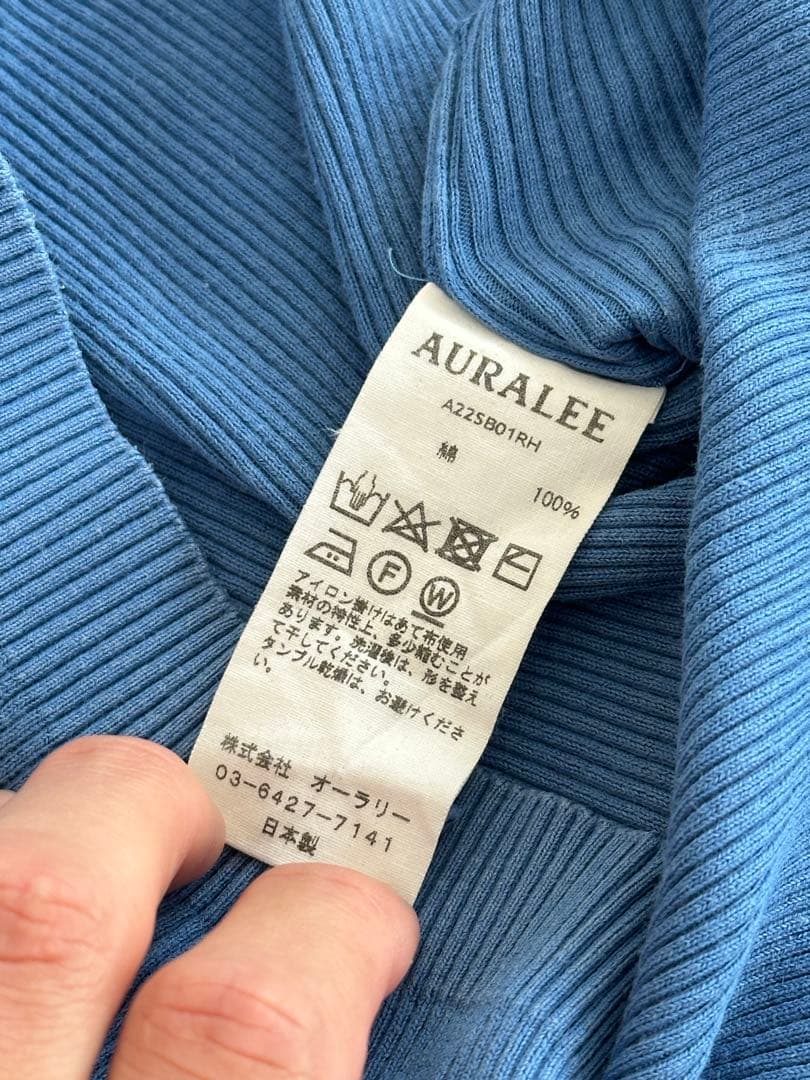 AURALEE
A22SB01RH
綿 100%
F W
アイロン掛けはあて布使用
素材の特性上、多少縮むことが
あります。洗濯後は、形を整え
て干してください。
タンブル乾燥は、お避けくださ
い。
株式会社 オーラリー
03-6427-7141
日本製